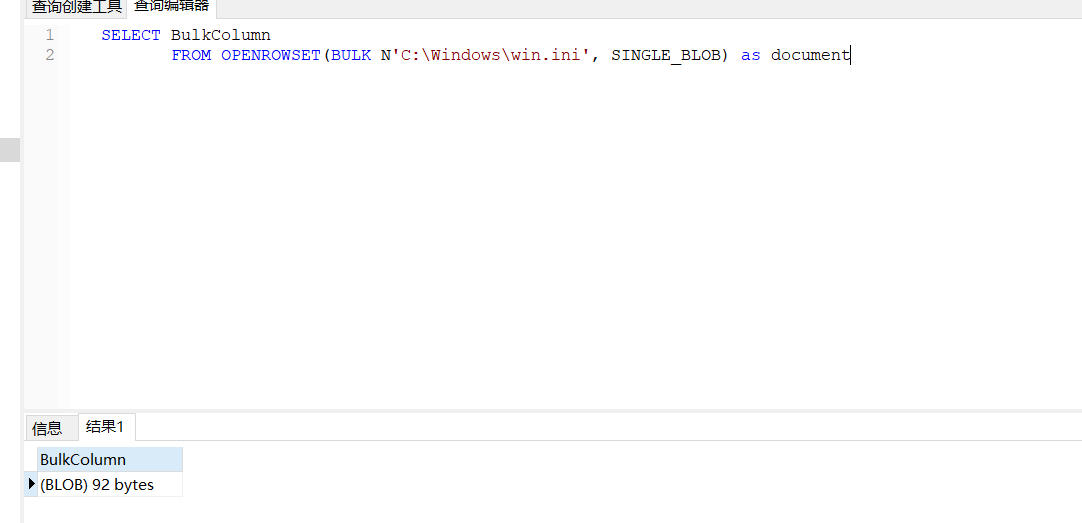 查询创建工具 查询编辑器
1 SELECT BulkColumn
2 FROM OPENROWSET(BULK N'C:\Windows\win.ini', SINGLE_BLOB) as document
信息 结果1
BulkColumn
(BLOB) 92 bytes